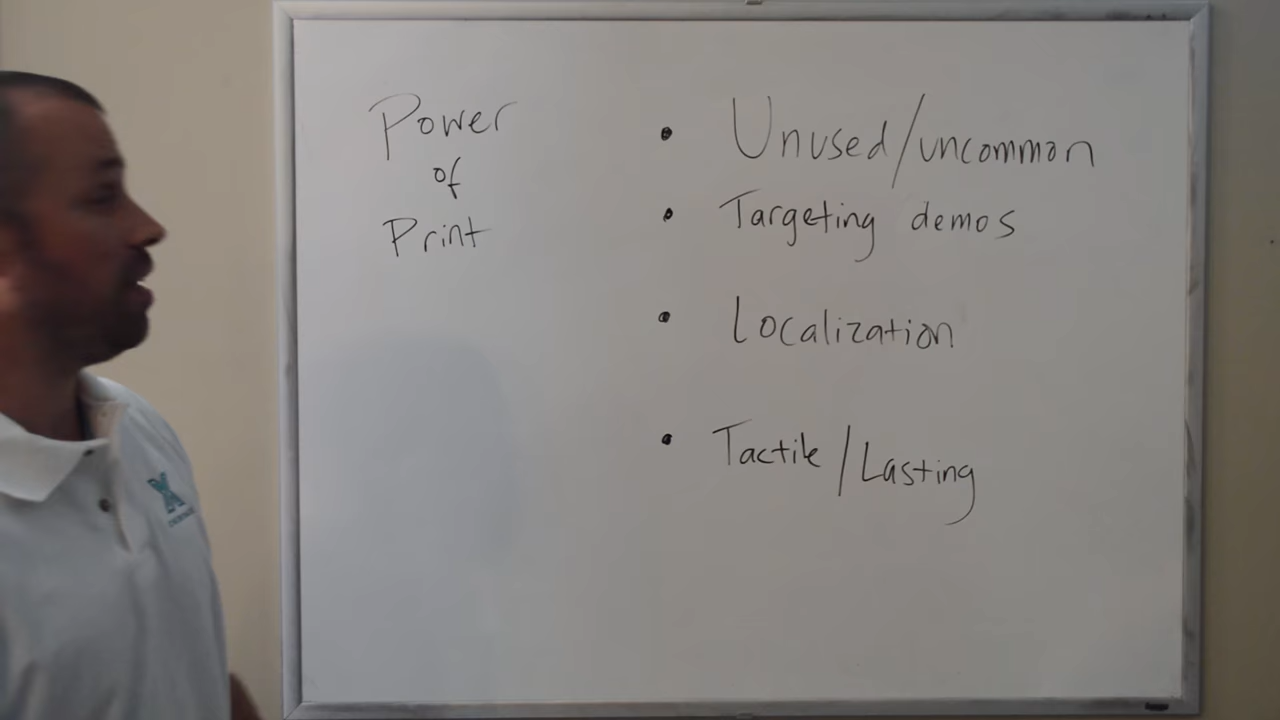 Power
of
Print
• Unused/uncommon
• Targeting demos
• Localization
• Tactile/Lasting